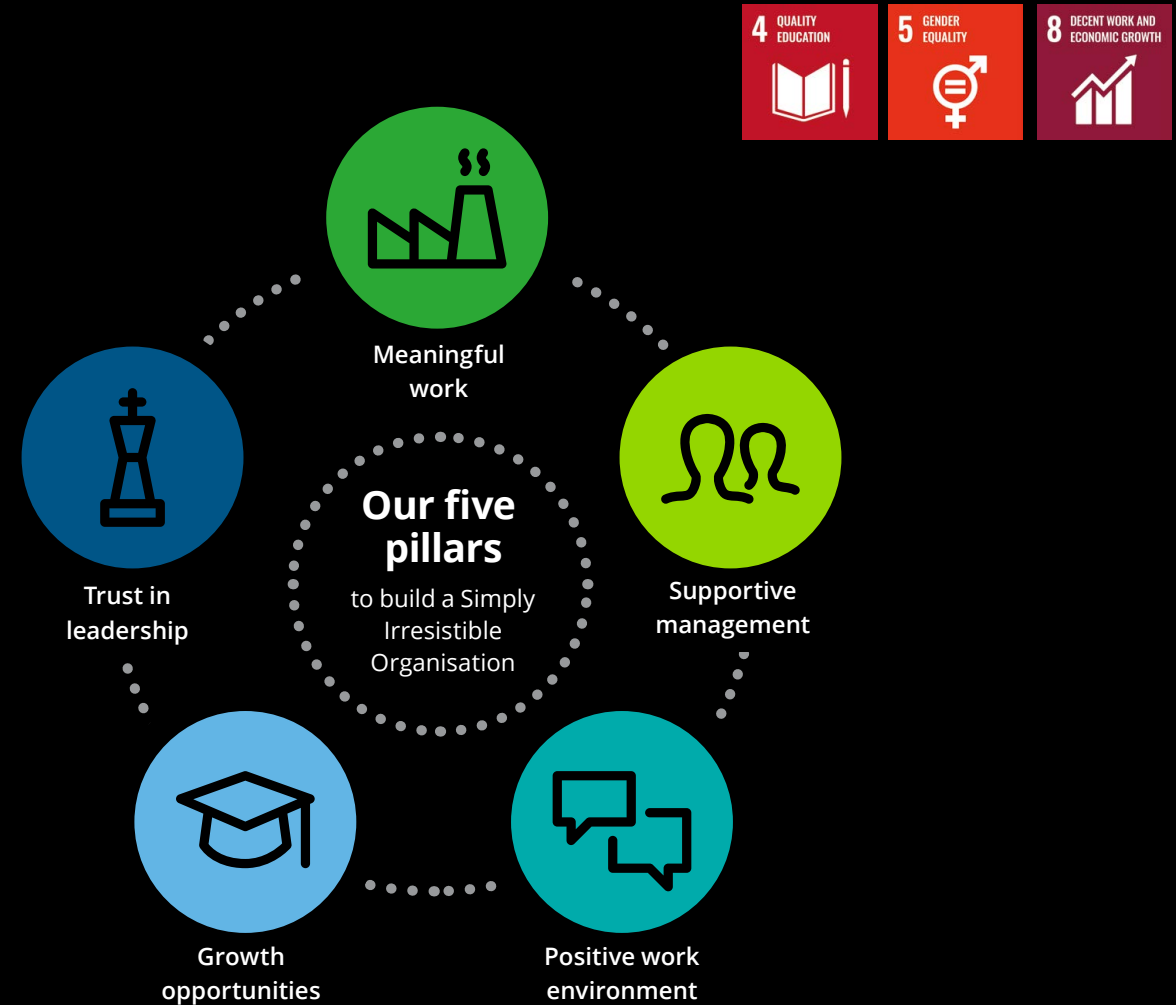 4 QUALITY
EDUCATION
5 GENDER
EQUALITY
8 DECENT WORK AND
ECONOMIC GROWTH
Meaningful
work
Our five
pillars
to build a Simply
Irresistible
Organisation
Trust in
leadership
Supportive
management
Growth
opportunities
Positive work
environment